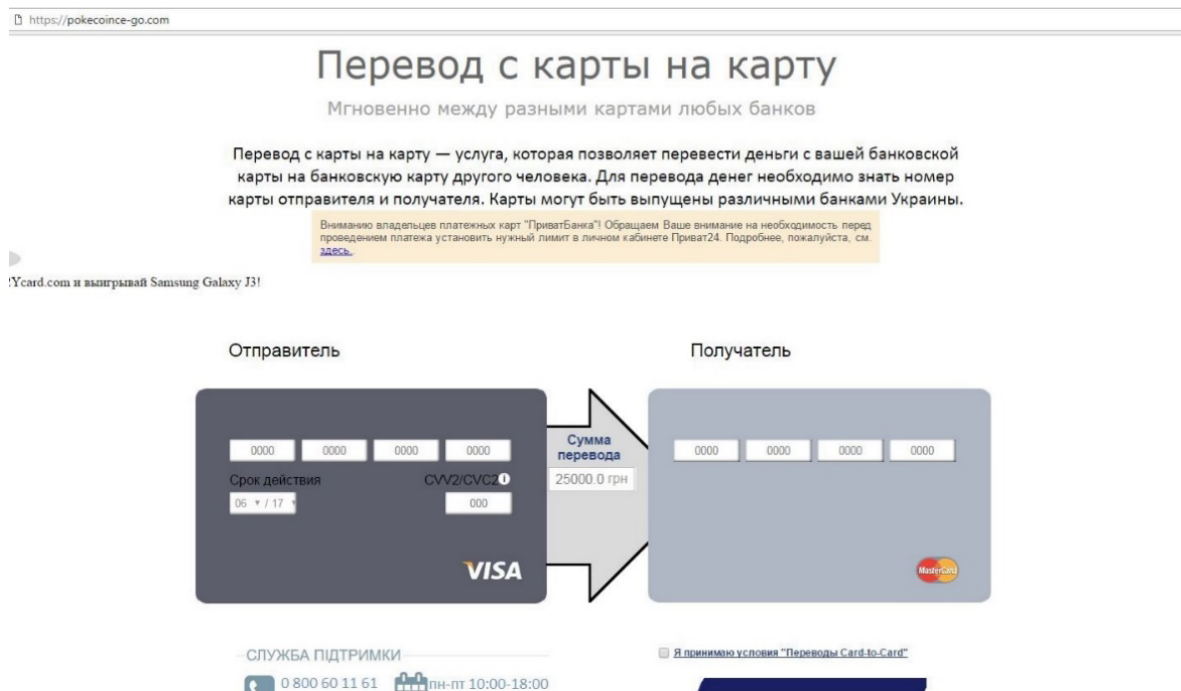 https://pokecoince-go.com
Перевод с карты на карту
Мгновенно между разными картами любых банков
Перевод с карты на карту — услуга, которая позволяет перевести деньги с вашей банковской
карты на банковскую карту другого человека. Для перевода денег необходимо знать номер
карты отправителя и получателя. Карты могут быть выпущены различными банками Украины.
Вниманию владельцев платежных карт "ПриватБанка"! Обращаем Ваше внимание на необходимость перед
проведением платежа установить нужный лимит в личном кабинете Приват24. Подробнее, пожалуйста, см.
здесь.
Ycard.com и выигрывай Samsung Galaxy J3!
Отправитель
Получатель
0000 0000 0000 0000
Сумма
перевода
25000.0 грн
0000 0000 0000 0000
Срок действия
CVV2/CVC2
06 / 17
000
VISA
MasterCard
СЛУЖБА ПІДТРИМКИ
Я принимаю условия "Переводы Card-to-Card"
0 800 60 11 61
пн-пт 10:00-18:00